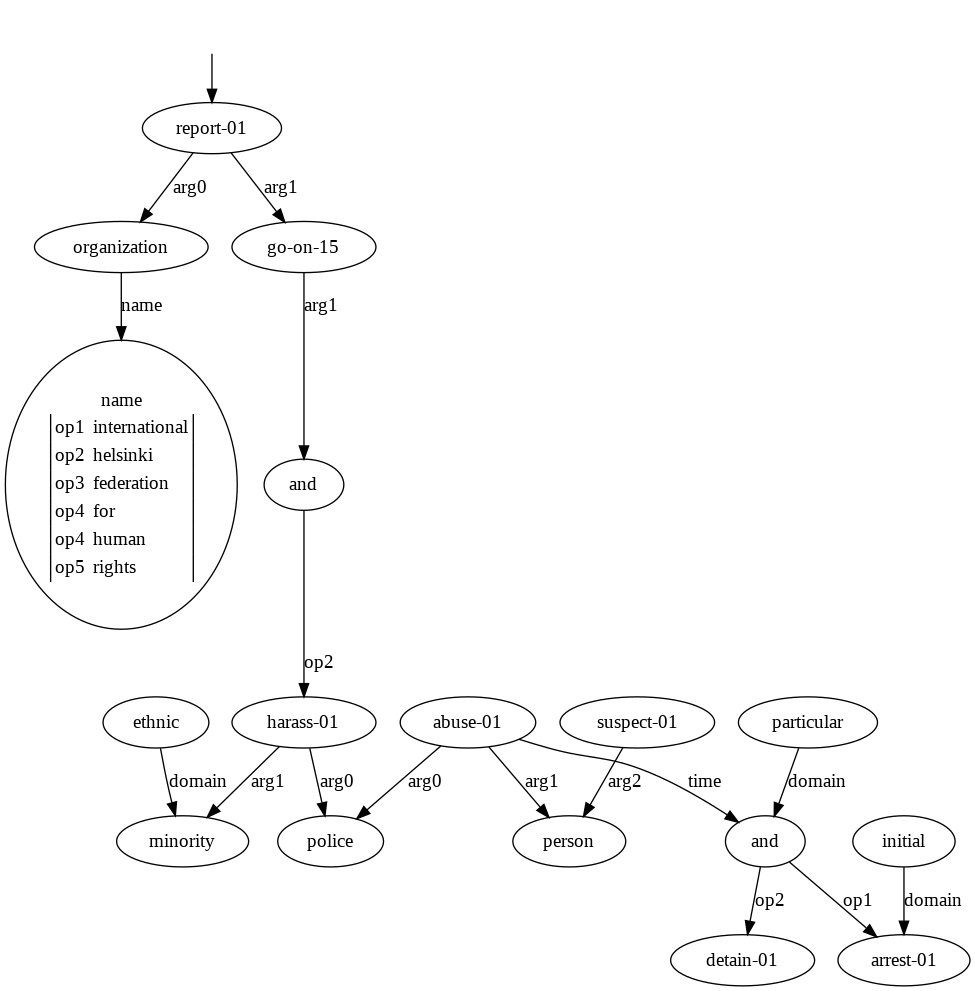 report-01
arg0 arg1
organization go-on-15
name arg1
name
op1 international
op2 helsinki
op3 federation
op4 for
op4 human
op5 rights
and
op2
ethnic harass-01 abuse-01 suspect-01 particular
domain arg1 arg0 arg0 arg1 arg2 time domain
minority police person and initial
op2 op1 domain
detain-01 arrest-01